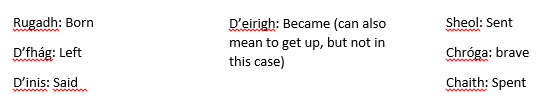 Rugadh: Born
D'fhág: Left
D'inis: Said
D'eirigh: Became (can also
mean to get up, but not in
this case)
Sheol: Sent
Chróga: brave
Chaith: Spent